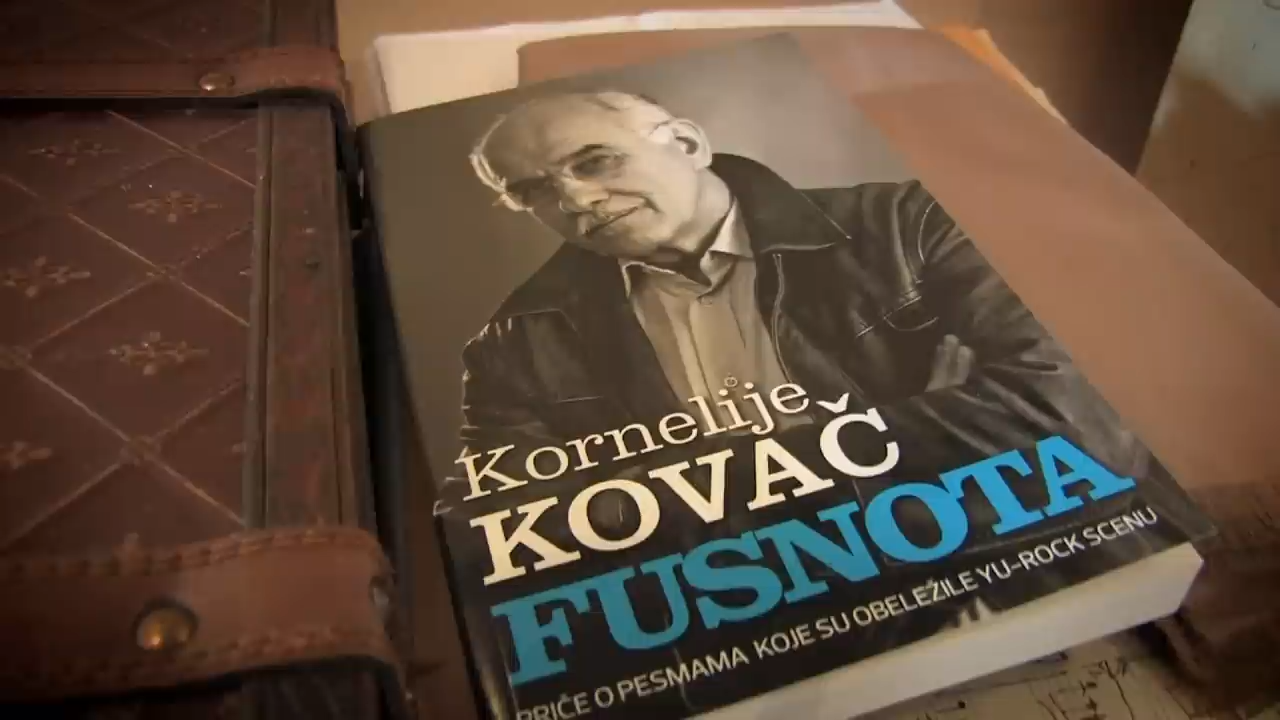 Kornelije
KOVAČ
FUSNOTA
PRIČE O PESMAMA KOJE SU OBELEŽILE YU-ROCK SCENU